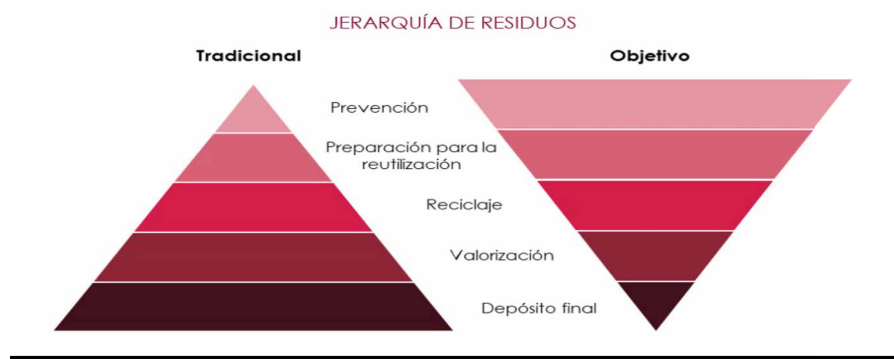 JERARQUÍA DE RESIDUOS
Tradicional
Objetivo
Prevención
Preparación para la
reutilización
Reciclaje
Valorización
Depósito final